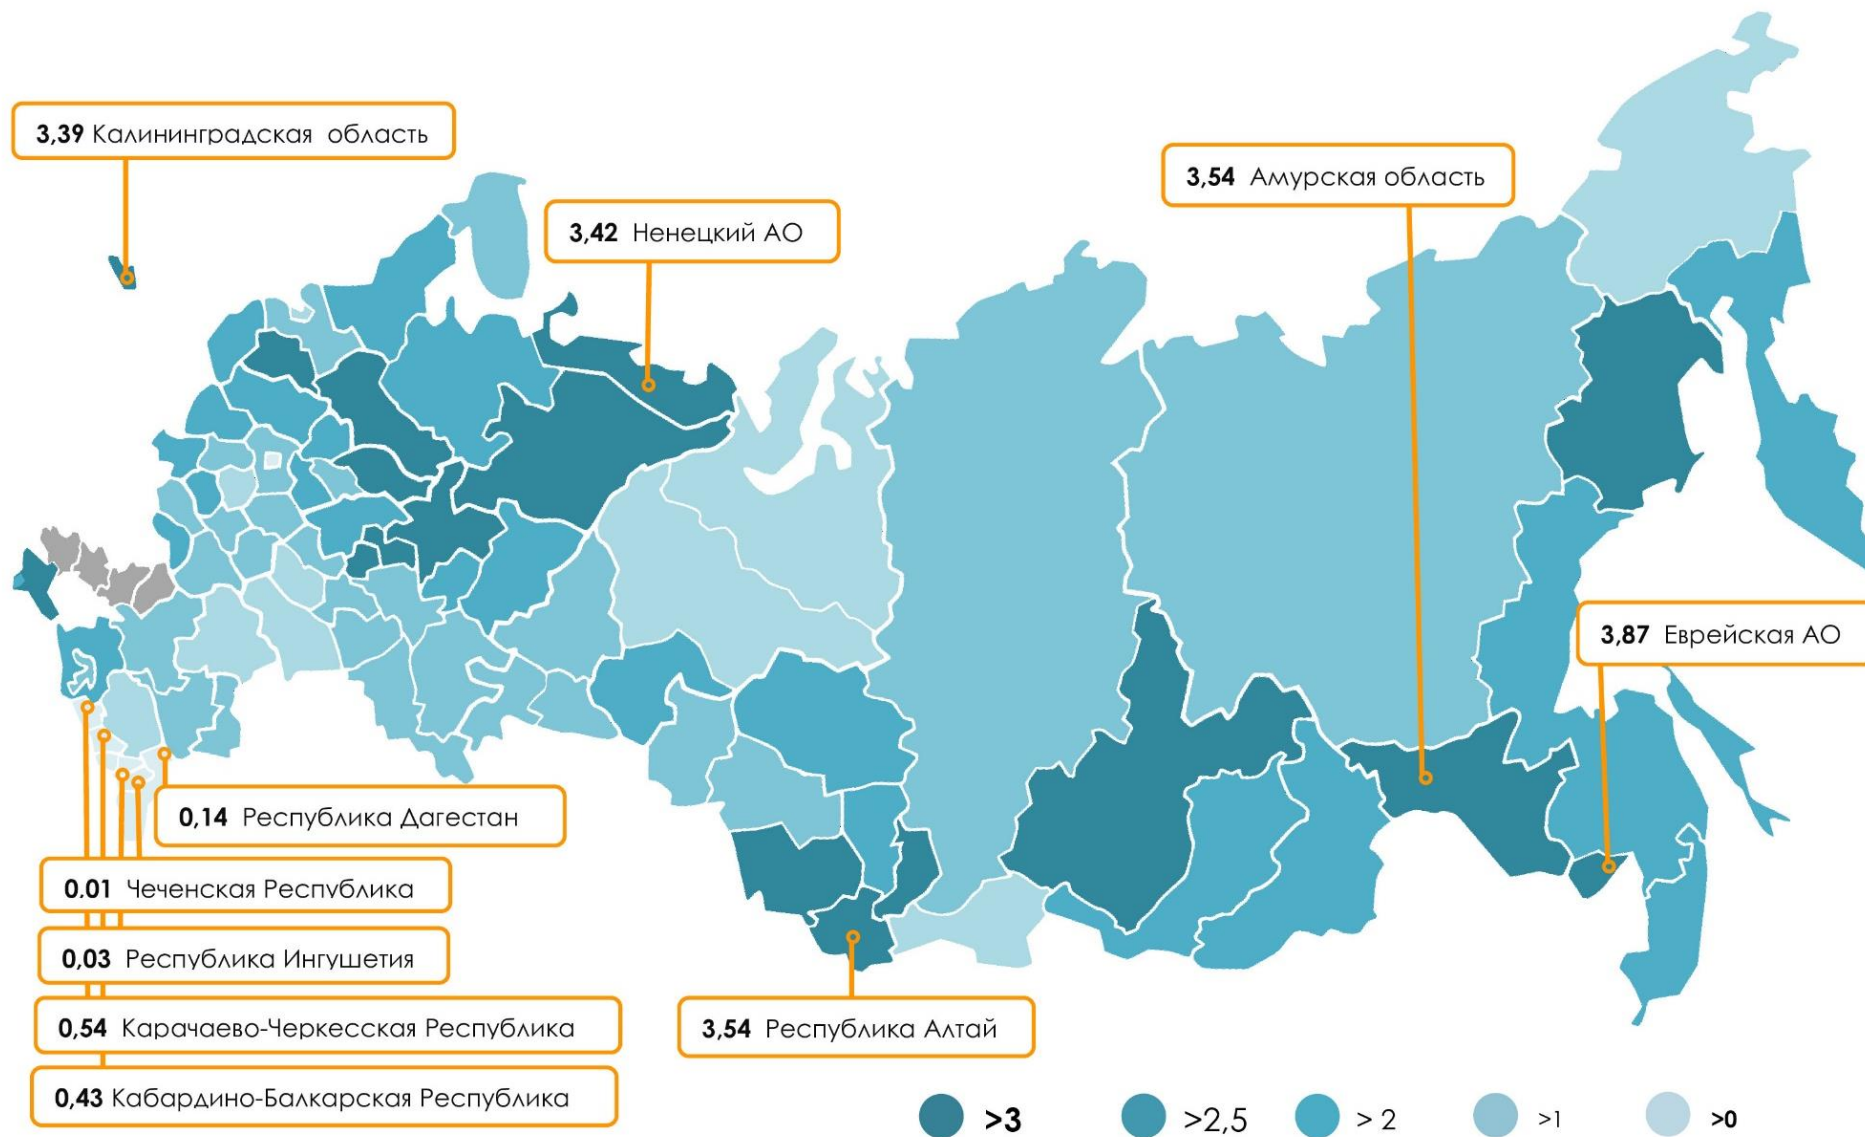 3,39 Калининградская область
3,54 Амурская область
3,42 Ненецкий АО
3,87 Еврейская АО
0,14 Республика Дагестан
0,01 Чеченская Республика
0,03 Республика Ингушетия
0,54 Карачаево-Черкесская Республика
3,54 Республика Алтай
0,43 Кабардино-Балкарская Республика
>3 >2,5 > 2 >1 >0